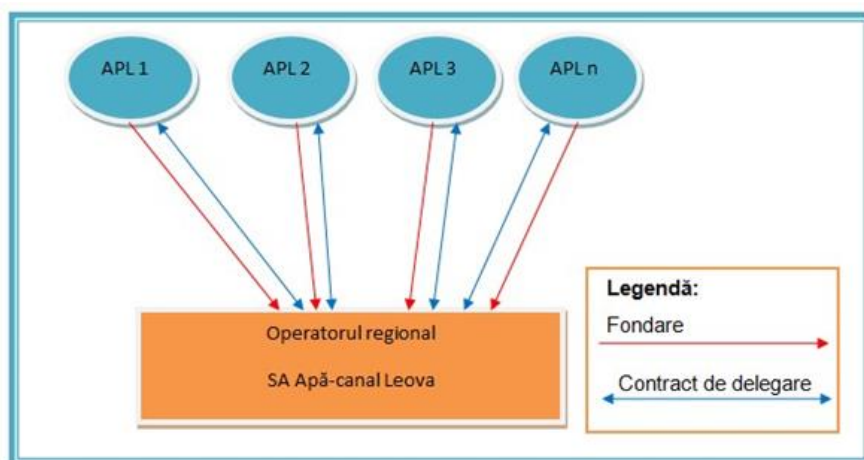 APL 1
APL 2
APL 3
APL n
Operatorul regional
SA Apă-canal Leova
Legendă:
Fondare
Contract de delegare